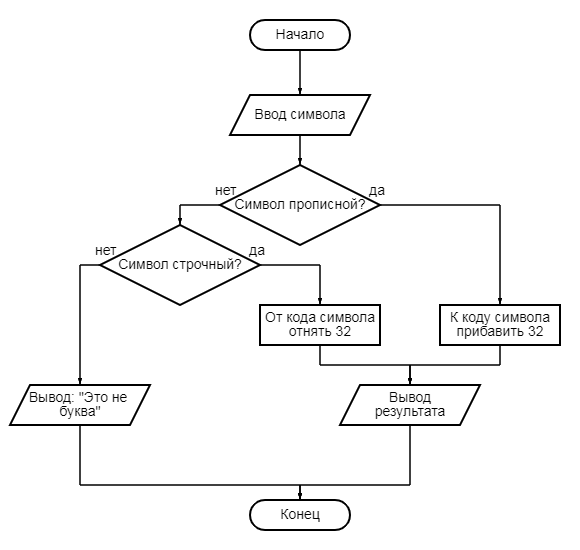 Начало
Ввод символа
нет
да
Символ прописной?
нет
да
Символ строчный?
От кода символа
отнять 32
К коду символа
прибавить 32
Вывод: "Это не
буква"
Вывод
результата
Конец